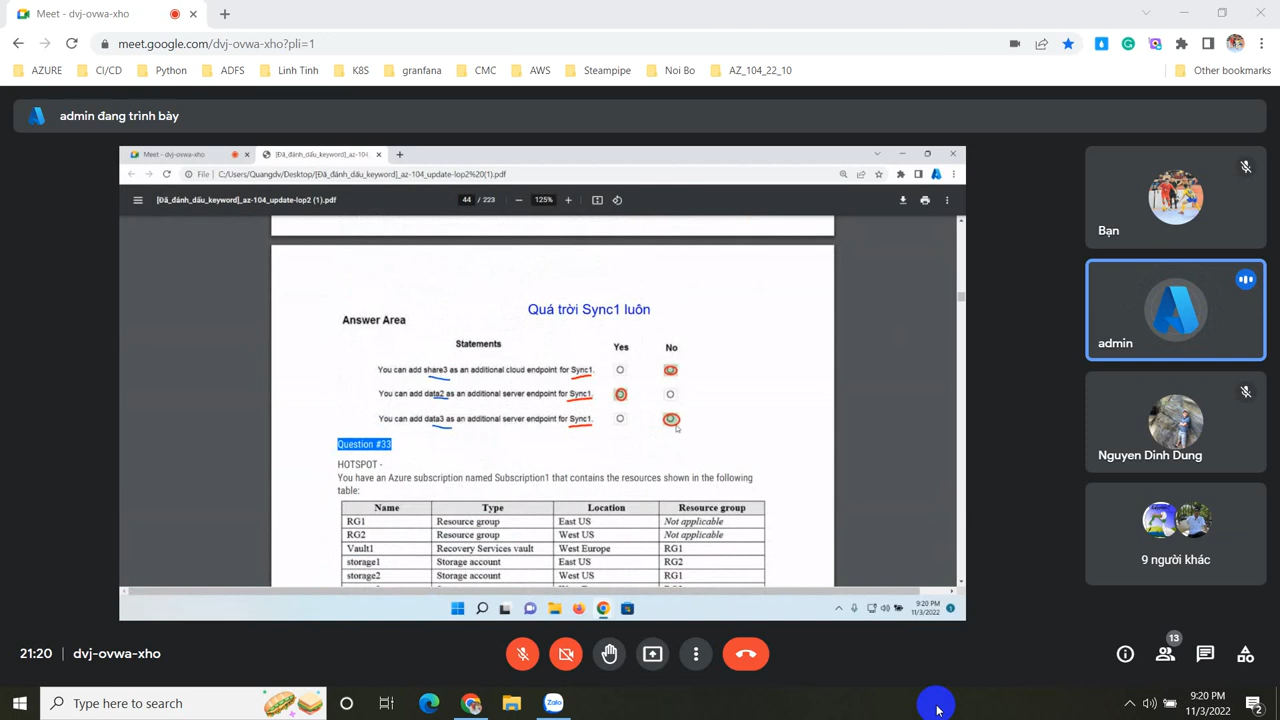 Meet - dvj-ovwa-xho
meet.google.com/dvj-ovwa-xho?pli=1
AZURE CI/CD Python ADFS Linh Tinh K8S granfana CMC AWS Steampipe Noi Bo AZ_104_22_10 Other bookmarks
admin đang trình bày
Meet - dvj-ovwa-xho [Đã_đánh_dấu_keyword]_az-104
File C:/Users/Quangdv/Desktop/[Đã_đánh_dấu_keyword]_az-104_update-lop2%20(1).pdf
[Đã_đánh_dấu_keyword]_az-104_update-lop2 (1).pdf 44 / 223 125%
Quá trời Sync1 luôn
Answer Area
Statements Yes No
You can add share3 as an additional cloud endpoint for Sync1.
You can add data2 as an additional server endpoint for Sync1.
You can add data3 as an additional server endpoint for Sync1.
Question #33
HOTSPOT -
You have an Azure subscription named Subscription1 that contains the resources shown in the following
table:
Name Type Location Resource group
RG1 Resource group East US Not applicable
RG2 Resource group West US Not applicable
Vault1 Recovery Services vault West Europe RG1
storage1 Storage account East US RG2
storage2 Storage account West US RG1
9:20 PM
11/3/2022
Bạn
admin
Nguyen Dinh Dung
9 người khác
21:20 dvj-ovwa-xho
13
Type here to search
Zalo
9:20 PM
11/3/2022
2